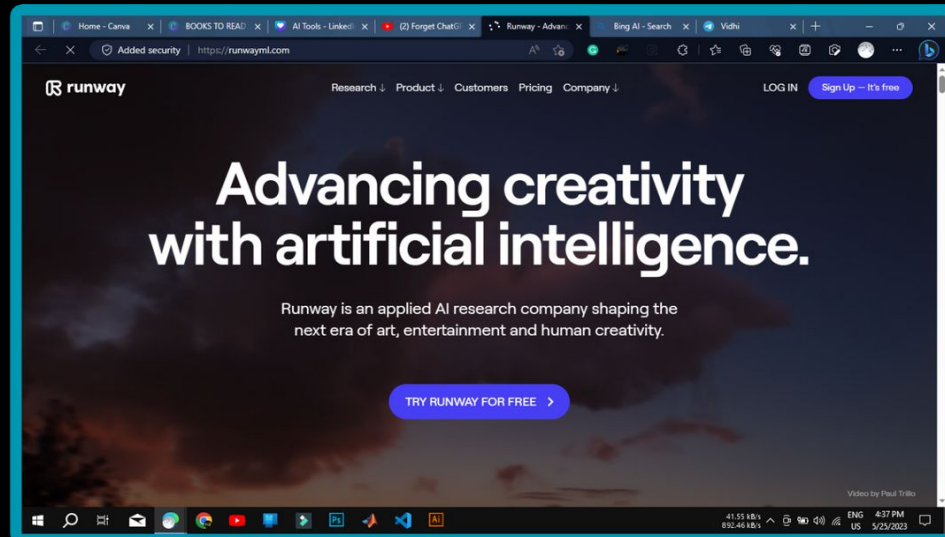 Home - Canva
BOOKS TO READ
AI Tools - Linked
(2) Forget ChatG
Runway - Advanc
Bing AI - Search
Vidhi
Added security
https://runwayml.com
runway
Research ↓
Product ↓
Customers
Pricing
Company ↓
LOG IN
Sign Up — It's free
Advancing creativity
with artificial intelligence.
Runway is an applied AI research company shaping the
next era of art, entertainment and human creativity.
TRY RUNWAY FOR FREE >
Video by Paul Trillo
Ps
Ai
41.55 kB/s
892.46 kB/s
ENG
US
4:37 PM
5/25/2023